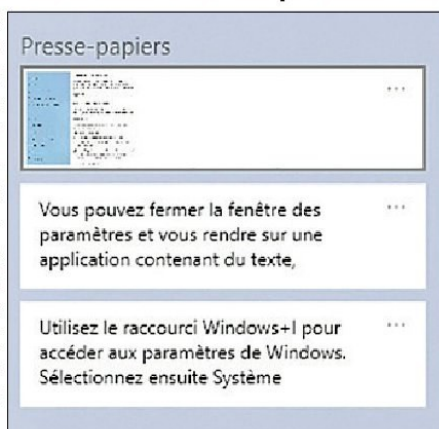 Presse-papiers
...
Vous pouvez fermer la fenêtre des
...
paramètres et vous rendre sur une
application contenant du texte,
Utilisez le raccourci Windows+I pour
...
accéder aux paramètres de Windows.
Sélectionnez ensuite Système